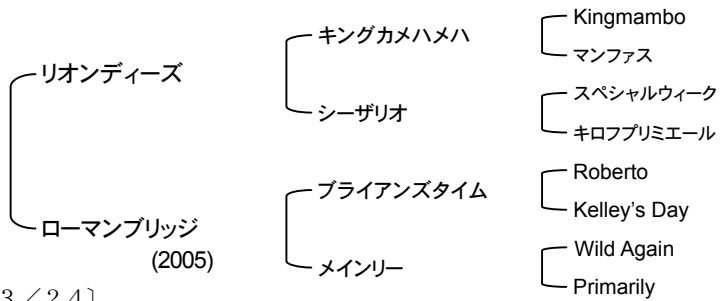 Kingmambo
キングカメハメハ
マンファス
リオンディーズ
スペシャルウィーク
シーザリオ
キロフプリミエール
Roberto
ブライアンズタイム
Kelley's Day
ローマンブリッジ
(2005)
Wild Again
メインリー
Primarily
３／２４〕